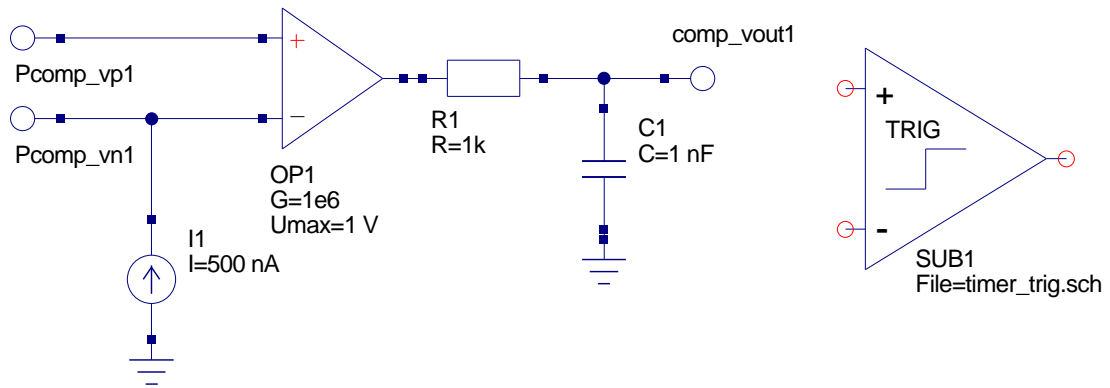 Pcomp_vp1
Pcomp_vn1
I1
I=500 nA
+
−
OP1
G=1e6
Umax=1 V
R1
R=1k
comp_vout1
C1
C=1 nF
+
TRIG
-
SUB1
File=timer_trig.sch